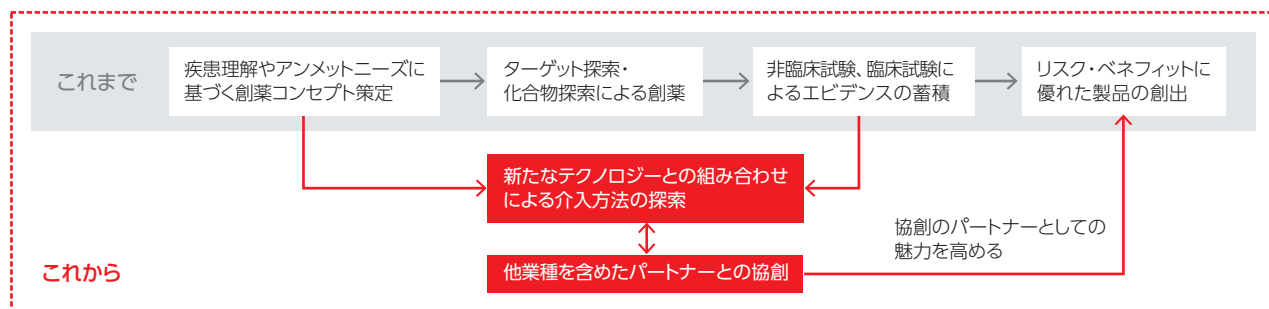 これまで
疾患理解やアンメットニーズに
基づく創薬コンセプト策定
ターゲット探索・
化合物探索による創薬
非臨床試験、臨床試験に
よるエビデンスの蓄積
リスク・ベネフィットに
優れた製品の創出
新たなテクノロジーとの組み合わせ
による介入方法の探索
協創のパートナーとしての
魅力を高める
これから
他業種を含めたパートナーとの協創